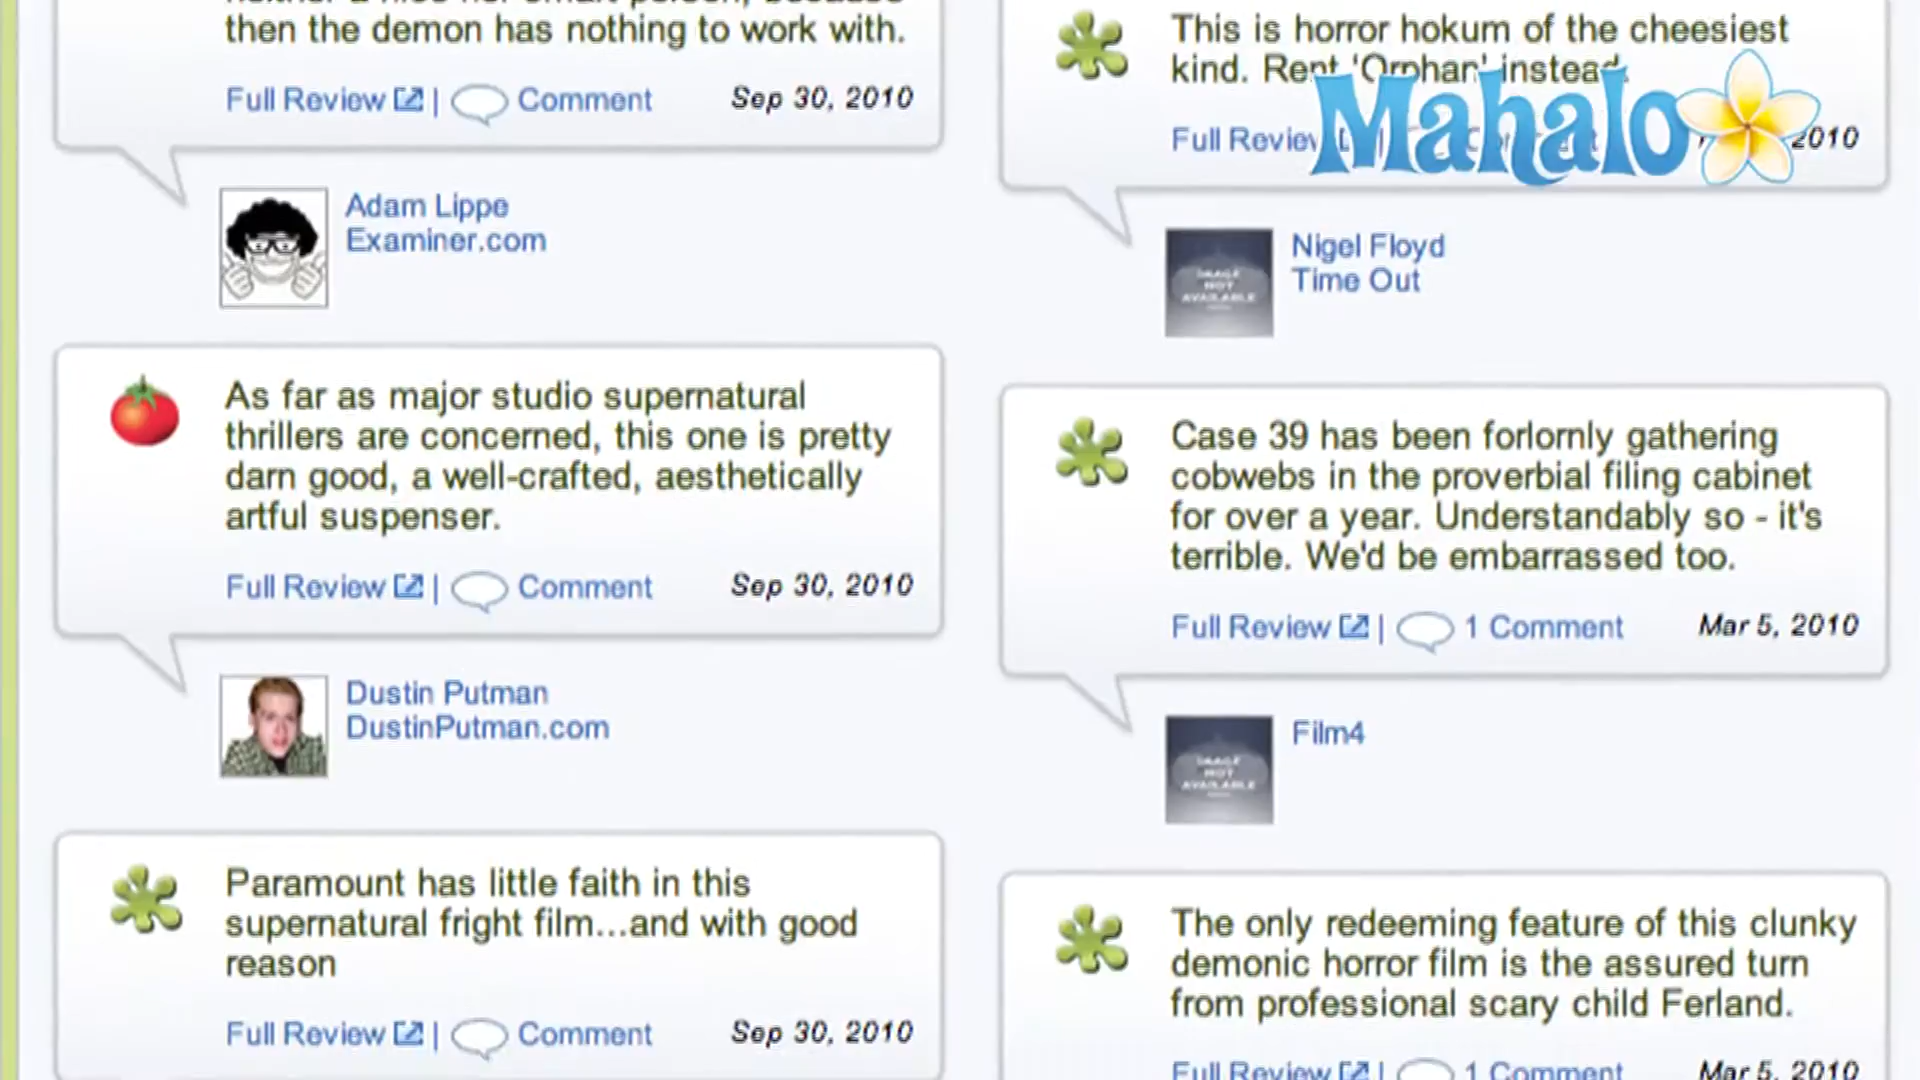 then the demon has nothing to work with.
Full Review | Comment Sep 30, 2010
Adam Lippe
Examiner.com
As far as major studio supernatural
thrillers are concerned, this one is pretty
darn good, a well-crafted, aesthetically
artful suspenser.
Full Review | Comment Sep 30, 2010
Dustin Putman
DustinPutman.com
Paramount has little faith in this
supernatural fright film...and with good
reason
Full Review | Comment Sep 30, 2010
This is horror hokum of the cheesiest
kind. Rent 'Orphan' instead.
Mahalo
Full Review 2010
IMAGE
NOT
AVAILABLE
Nigel Floyd
Time Out
Case 39 has been forlornly gathering
cobwebs in the proverbial filing cabinet
for over a year. Understandably so - it's
terrible. We'd be embarrassed too.
Full Review | 1 Comment Mar 5, 2010
IMAGE
NOT
AVAILABLE
Film4
The only redeeming feature of this clunky
demonic horror film is the assured turn
from professional scary child Ferland.
Full Review | 1 Comment Mar 5, 2010